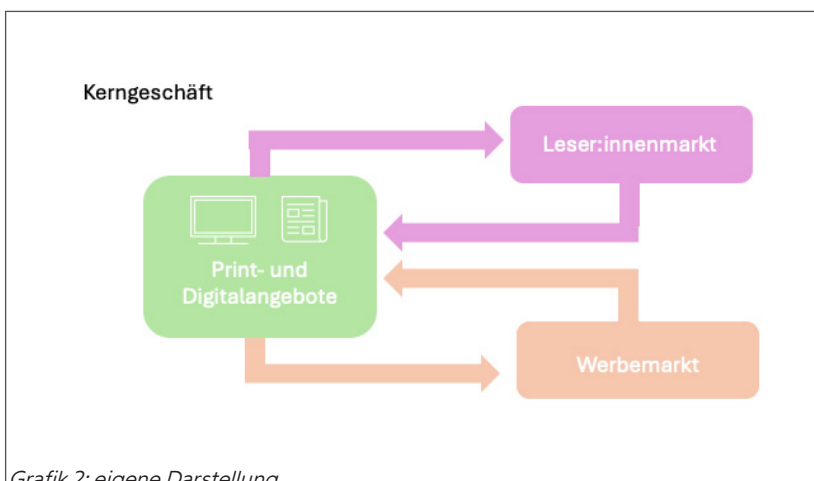 Kerngeschäft
Leser:innenmarkt
Print- und
Digitalangebote
Werbemarkt
Grafik 2: eigene Darstellung